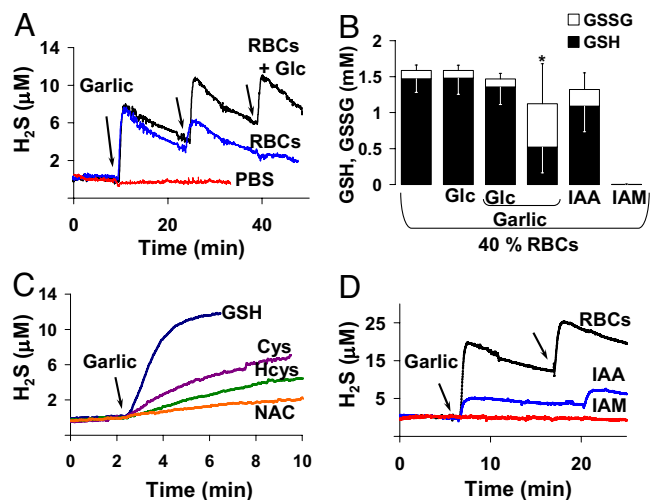 A
H₂S (μM)
14
10
6
2
Garlic
RBCs
+ Glc
RBCs
PBS
0
20
40
Time (min)
B
GSSG
GSH
GSH, GSSG (mM)
2
1.5
1
0.5
0
*
Glc
Glc
IAA
IAM
Garlic
40 % RBCs
C
H₂S (μM)
14
10
6
2
Garlic
GSH
Cys
Hcys
NAC
0
2
4
6
8
10
Time (min)
D
H₂S (μM)
25
15
5
Garlic
RBCs
IAA
IAM
0
10
20
Time (min)